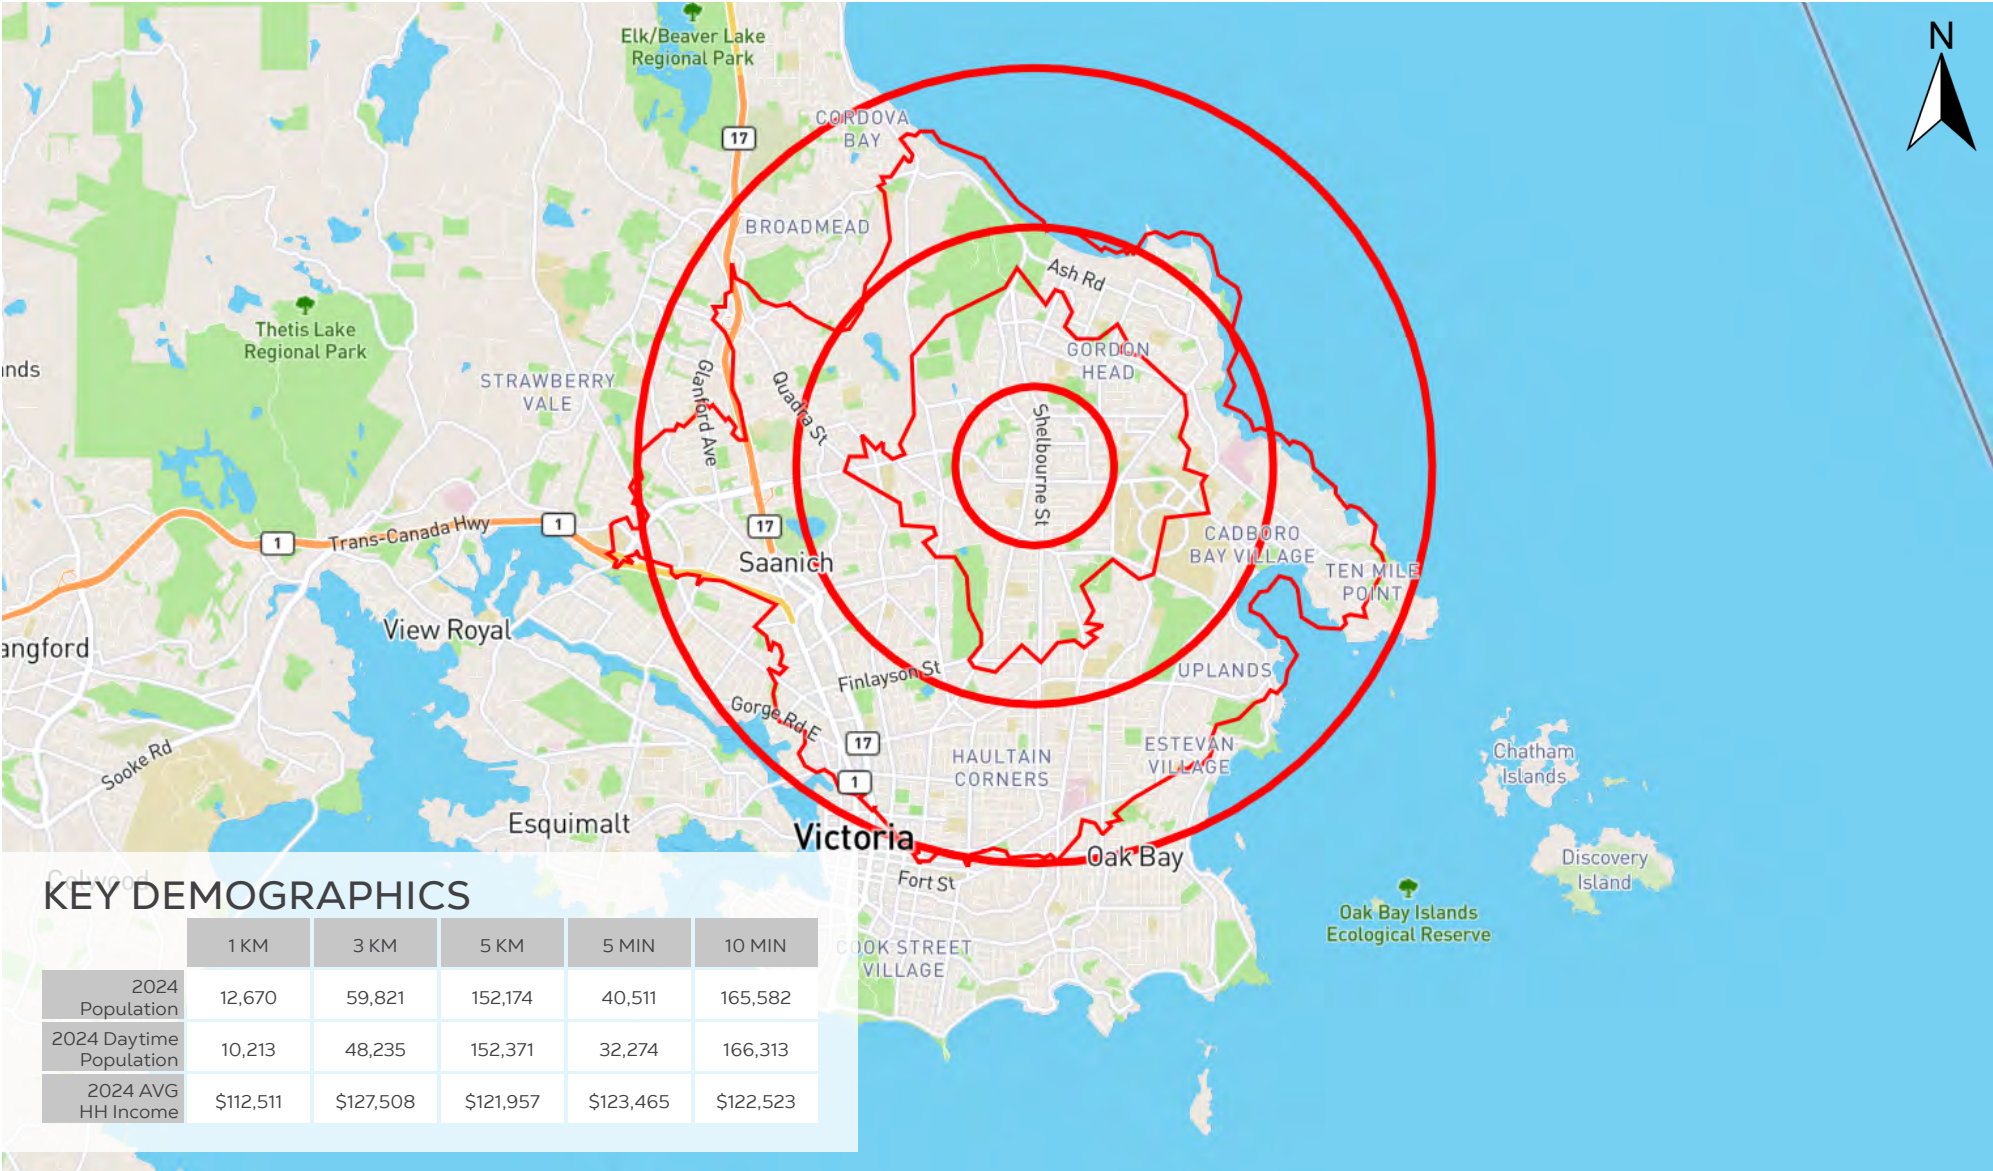 Elk/Beaver Lake
Regional Park
N
CORDOVA
BAY
17
BROADMEAD
Ash Rd
Thetis Lake
Regional Park
GORDON
HEAD
ands
STRAWBERRY
VALE
Glanford Ave
Quadra St
Shelbourne St
1
Trans-Canada Hwy
1
17
Saanich
CADBORO
BAY VILLAGE
TEN MILE
POINT
View Royal
angford
Finlayson St
UPLANDS
Gorge Rd E
17
Sooke Rd
HAULTAIN
CORNERS
ESTEVAN
VILLAGE
Chatham
Islands
1
Esquimalt
Victoria
Oak Bay
Discovery
Island
Fort St
Colwood
Oak Bay Islands
Ecological Reserve
COOK STREET
VILLAGE
KEY DEMOGRAPHICS
1 KM 3 KM 5 KM 5 MIN 10 MIN
2024
Population 12,670 59,821 152,174 40,511 165,582
2024 Daytime
Population 10,213 48,235 152,371 32,274 166,313
2024 AVG
HH Income $112,511 $127,508 $121,957 $123,465 $122,523